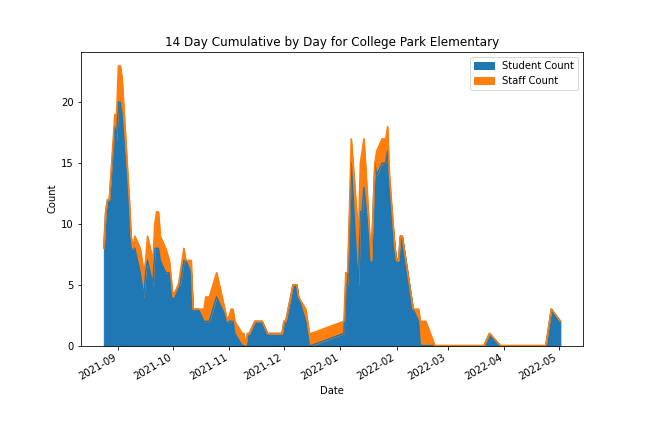 14 Day Cumulative by Day for College Park Elementary
Student Count
Staff Count
Count
20
15
10
5
0
2021-09
2021-10
2021-11
2021-12
2022-01
2022-02
2022-03
2022-04
2022-05
Date